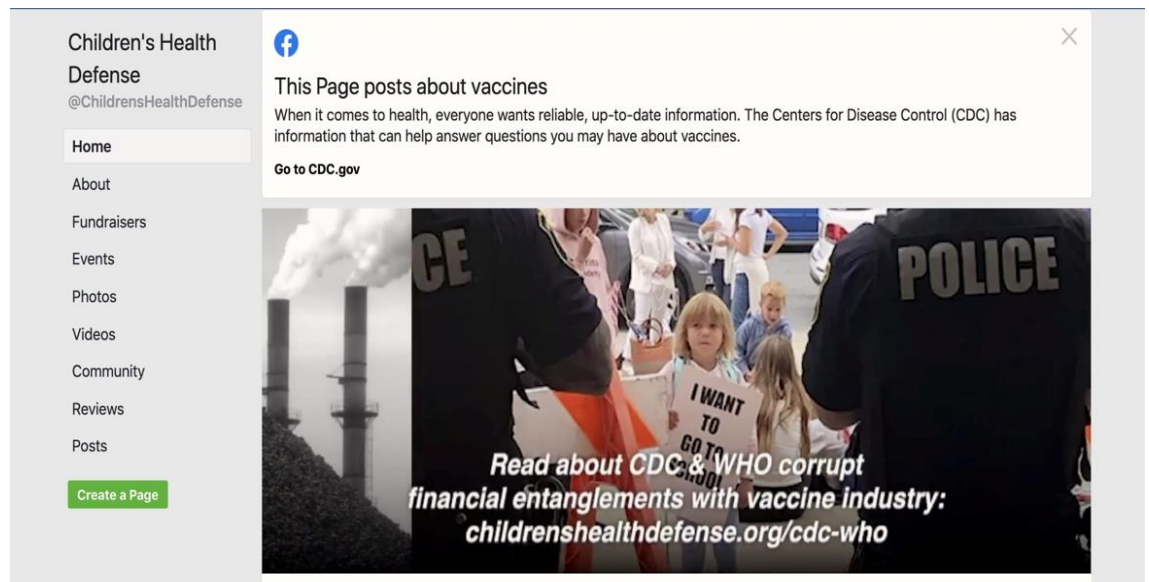 Children's Health
Defense
@ChildrensHealthDefense
Home
About
Fundraisers
Events
Photos
Videos
Community
Reviews
Posts
Create a Page
This Page posts about vaccines
When it comes to health, everyone wants reliable, up-to-date information. The Centers for Disease Control (CDC) has
information that can help answer questions you may have about vaccines.
Go to CDC.gov
CE
POLICE
I WANT
TO
GO TO
SCHOOL
Read about CDC & WHO corrupt
financial entanglements with vaccine industry:
childrenshealthdefense.org/cdc-who